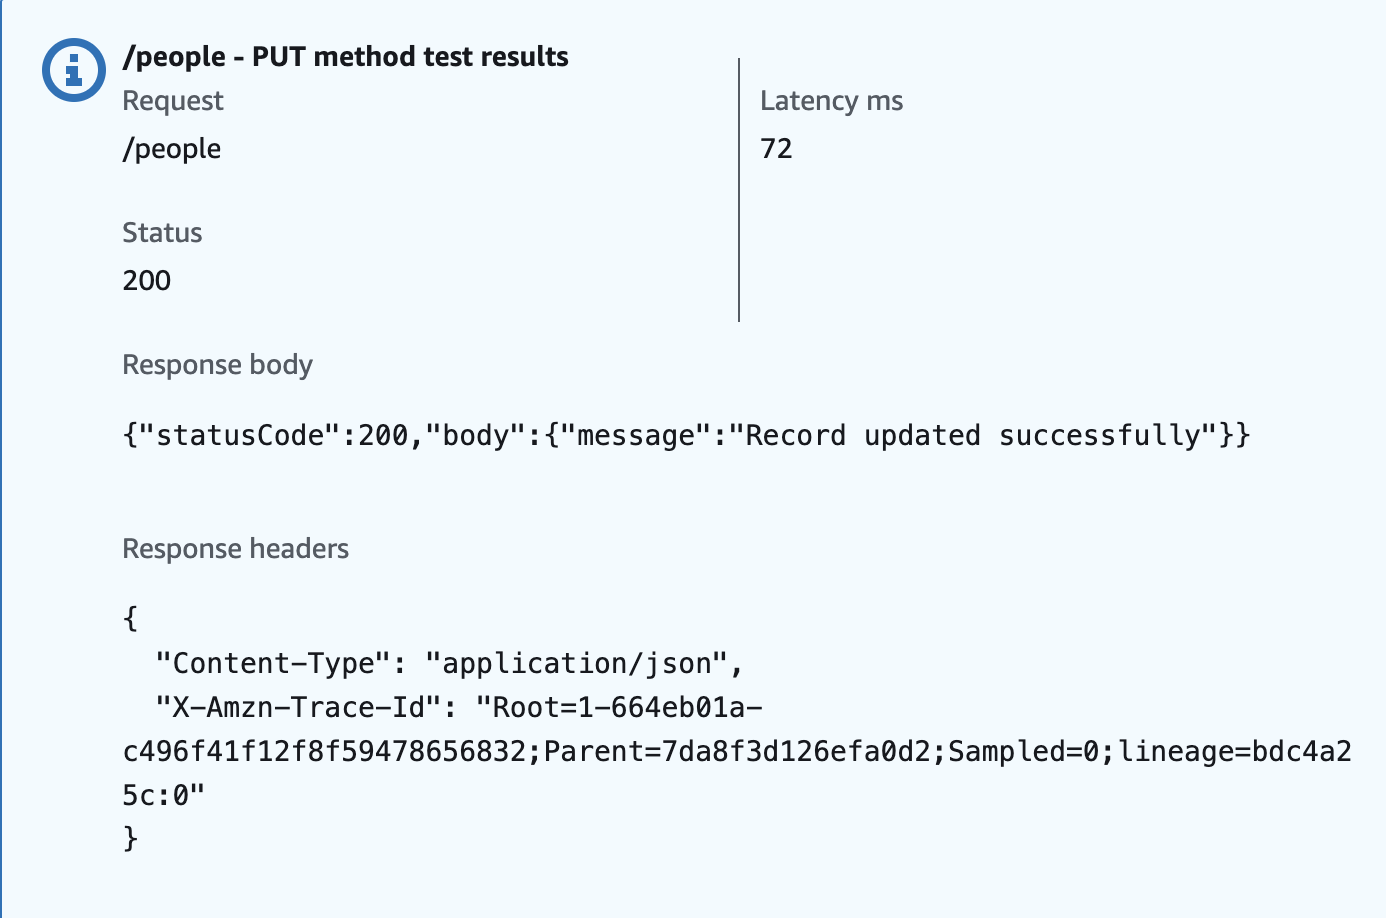 /people - PUT method test results
Request
/people
Latency ms
72
Status
200
Response body
{"statusCode":200,"body":{"message":"Record updated successfully"}}
Response headers
{
  "Content-Type": "application/json",
  "X-Amzn-Trace-Id": "Root=1-664eb01a-
c496f41f12f8f59478656832;Parent=7da8f3d126efa0d2;Sampled=0;lineage=bdc4a2
5c:0"
}